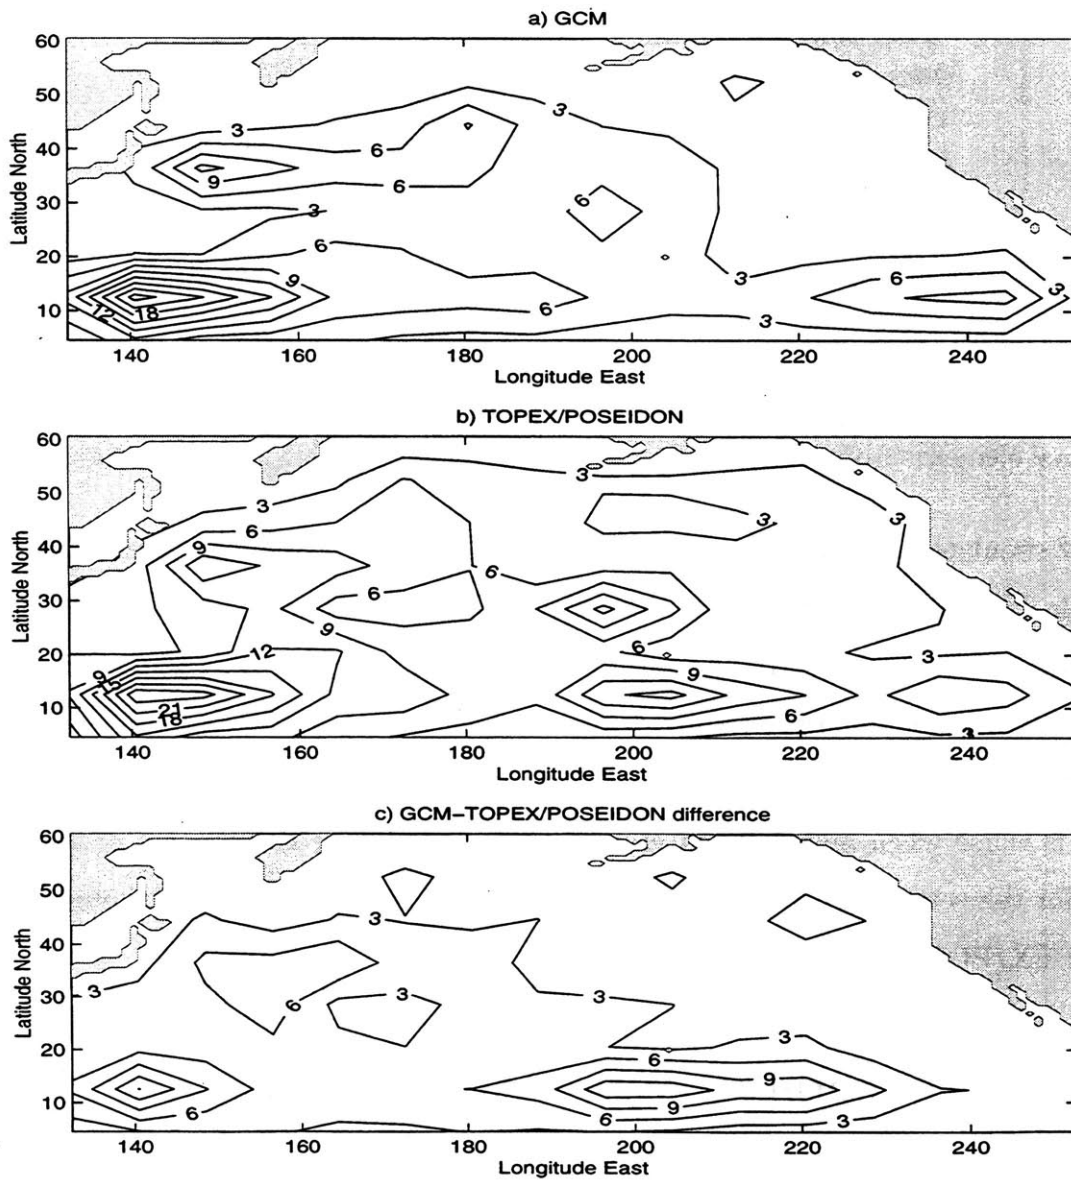 a) GCM
60
50
40
30
20
10
Latitude North
3 3
6
9 6
3 6
6
9 3 6 3
12 18 6 3
140 160 180 200 220 240
Longitude East
b) TOPEX/POSEIDON
60
50
40
30
20
10
Latitude North
3
3 3 3
6
9
6 6
9 6
12 3
9 15 9
21 6
18 3
140 160 180 200 220 240
Longitude East
c) GCM–TOPEX/POSEIDON difference
60
50
40
30
20
10
Latitude North
3
3 6 3 3
3
6
9
6 9
6 3
140 160 180 200 220 240
Longitude East